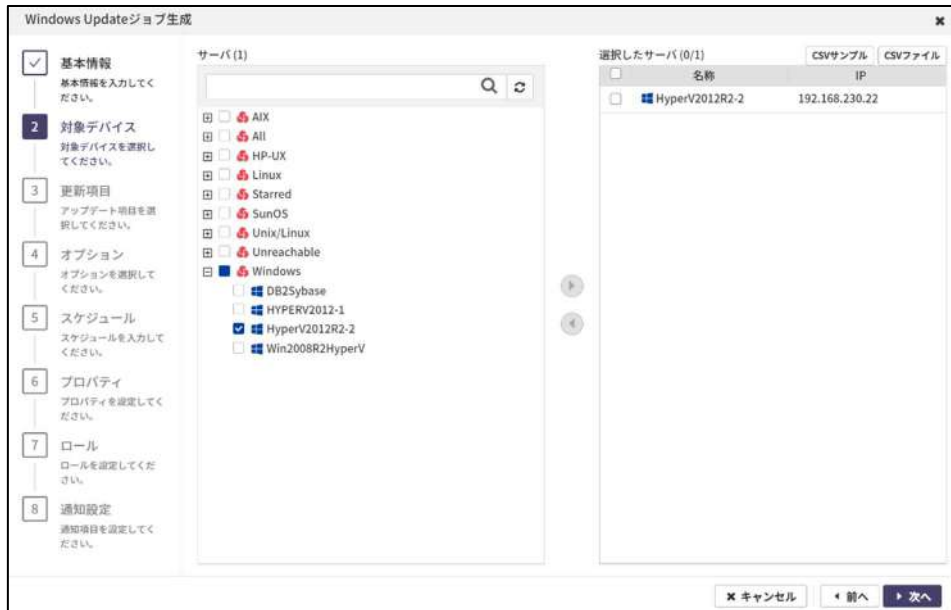 Windows Updateジョブ生成
基本情報
基本情報を入力してく
ださい。
2 対象デバイス
対象デバイスを選択し
てください。
3 更新項目
アップデート項目を選
択してください。
4 オプション
オプションを選択して
ください。
5 スケジュール
スケジュールを入力して
ください。
6 プロパティ
プロパティを設定してく
ださい。
7 ロール
ロールを設定してくだ
さい。
8 通知設定
通知項目を設定してく
ださい。
サーバ (1)
AIX
All
HP-UX
Linux
Starred
SunOS
Unix/Linux
Unreachable
Windows
DB2Sybase
HYPERV2012-1
HyperV2012R2-2
Win2008R2HyperV
選択したサーバ (0/1) CSVサンプル CSVファイル
名称 IP
HyperV2012R2-2 192.168.230.22
キャンセル 前へ 次へ